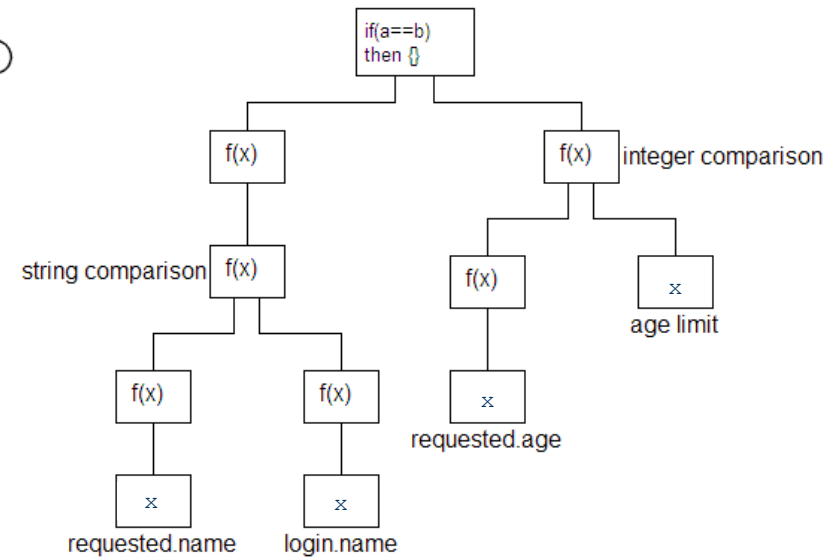 if(a==b)
then {}
f(x)
f(x)
integer comparison
string comparison
f(x)
f(x)
x
age limit
f(x)
f(x)
x
requested.age
x
x
requested.name
login.name